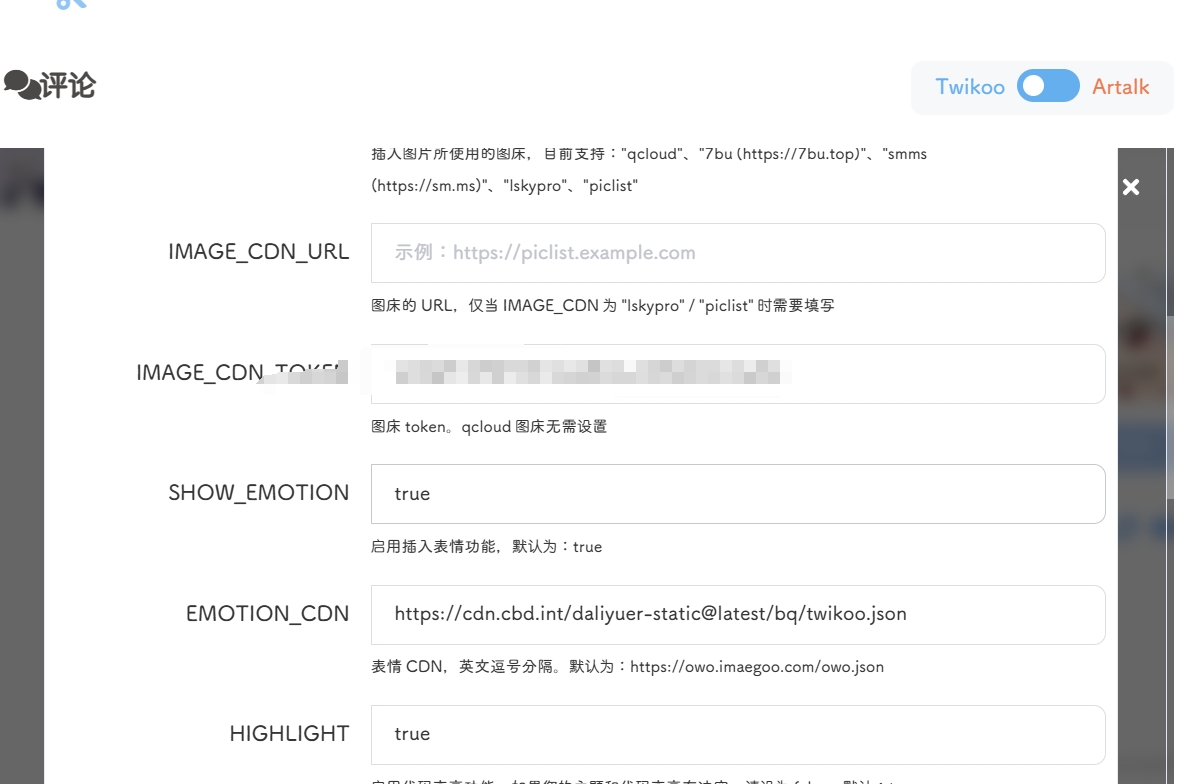 评论
Twikoo
Artalk
插入图片所使用的图床，目前支持："qcloud"、"7bu (https://7bu.top)"、"smms
(https://sm.ms)"、"lskypro"、"piclist"
IMAGE_CDN_URL
示例：https://piclist.example.com
图床的 URL，仅当 IMAGE_CDN 为 "lskypro" / "piclist" 时需要填写
IMAGE_CDN_TOKEN
图床 token。qcloud 图床无需设置
SHOW_EMOTION
true
启用插入表情功能，默认为：true
EMOTION_CDN
https://cdn.cbd.int/daliyuer-static@latest/bq/twikoo.json
表情 CDN，英文逗号分隔。默认为：https://owo.imaegoo.com/owo.json
HIGHLIGHT
true